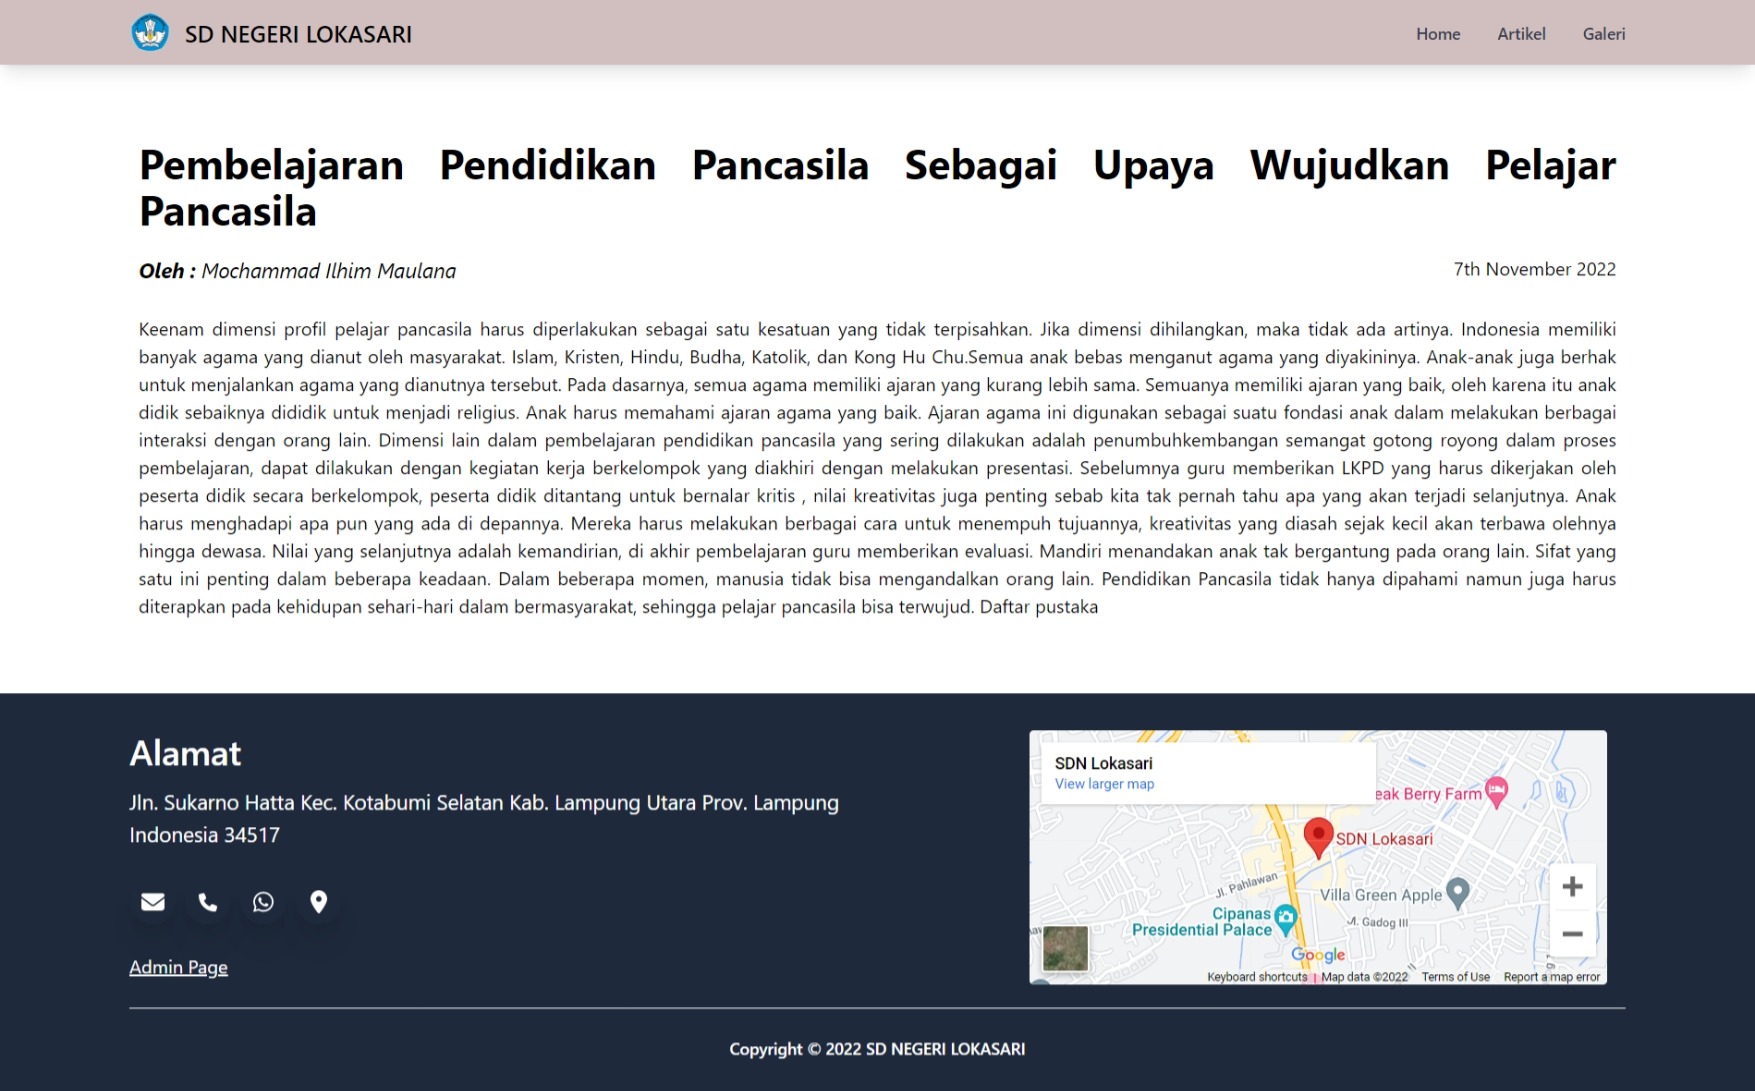 SD NEGERI LOKASARI
Home Artikel Galeri
Pembelajaran Pendidikan Pancasila Sebagai Upaya Wujudkan Pelajar
Pancasila
Oleh : Mochammad Ilhim Maulana
7th November 2022
Keenam dimensi profil pelajar pancasila harus diperlakukan sebagai satu kesatuan yang tidak terpisahkan. Jika dimensi dihilangkan, maka tidak ada artinya. Indonesia memiliki
banyak agama yang dianut oleh masyarakat. Islam, Kristen, Hindu, Budha, Katolik, dan Kong Hu Chu.Semua anak bebas menganut agama yang diyakininya. Anak-anak juga berhak
untuk menjalankan agama yang dianutnya tersebut. Pada dasarnya, semua agama memiliki ajaran yang kurang lebih sama. Semuanya memiliki ajaran yang baik, oleh karena itu anak
didik sebaiknya dididik untuk menjadi religius. Anak harus memahami ajaran agama yang baik. Ajaran agama ini digunakan sebagai suatu fondasi anak dalam melakukan berbagai
interaksi dengan orang lain. Dimensi lain dalam pembelajaran pendidikan pancasila yang sering dilakukan adalah penumbuhkembangan semangat gotong royong dalam proses
pembelajaran, dapat dilakukan dengan kegiatan kerja berkelompok yang diakhiri dengan melakukan presentasi. Sebelumnya guru memberikan LKPD yang harus dikerjakan oleh
peserta didik secara berkelompok, peserta didik ditantang untuk bernalar kritis , nilai kreativitas juga penting sebab kita tak pernah tahu apa yang akan terjadi selanjutnya. Anak
harus menghadapi apa pun yang ada di depannya. Mereka harus melakukan berbagai cara untuk menempuh tujuannya, kreativitas yang diasah sejak kecil akan terbawa olehnya
hingga dewasa. Nilai yang selanjutnya adalah kemandirian, di akhir pembelajaran guru memberikan evaluasi. Mandiri menandakan anak tak bergantung pada orang lain. Sifat yang
satu ini penting dalam beberapa keadaan. Dalam beberapa momen, manusia tidak bisa mengandalkan orang lain. Pendidikan Pancasila tidak hanya dipahami namun juga harus
diterapkan pada kehidupan sehari-hari dalam bermasyarakat, sehingga pelajar pancasila bisa terwujud. Daftar pustaka
Alamat
Jln. Sukarno Hatta Kec. Kotabumi Selatan Kab. Lampung Utara Prov. Lampung
Indonesia 34517
Admin Page
SDN Lokasari
View larger map
eak Berry Farm
SDN Lokasari
Jl. Pahlawan
Villa Green Apple
Cipanas
Presidential Palace
Jl. Gadog III
Google
Keyboard shortcuts Map data ©2022 Terms of Use Report a map error
Copyright © 2022 SD NEGERI LOKASARI